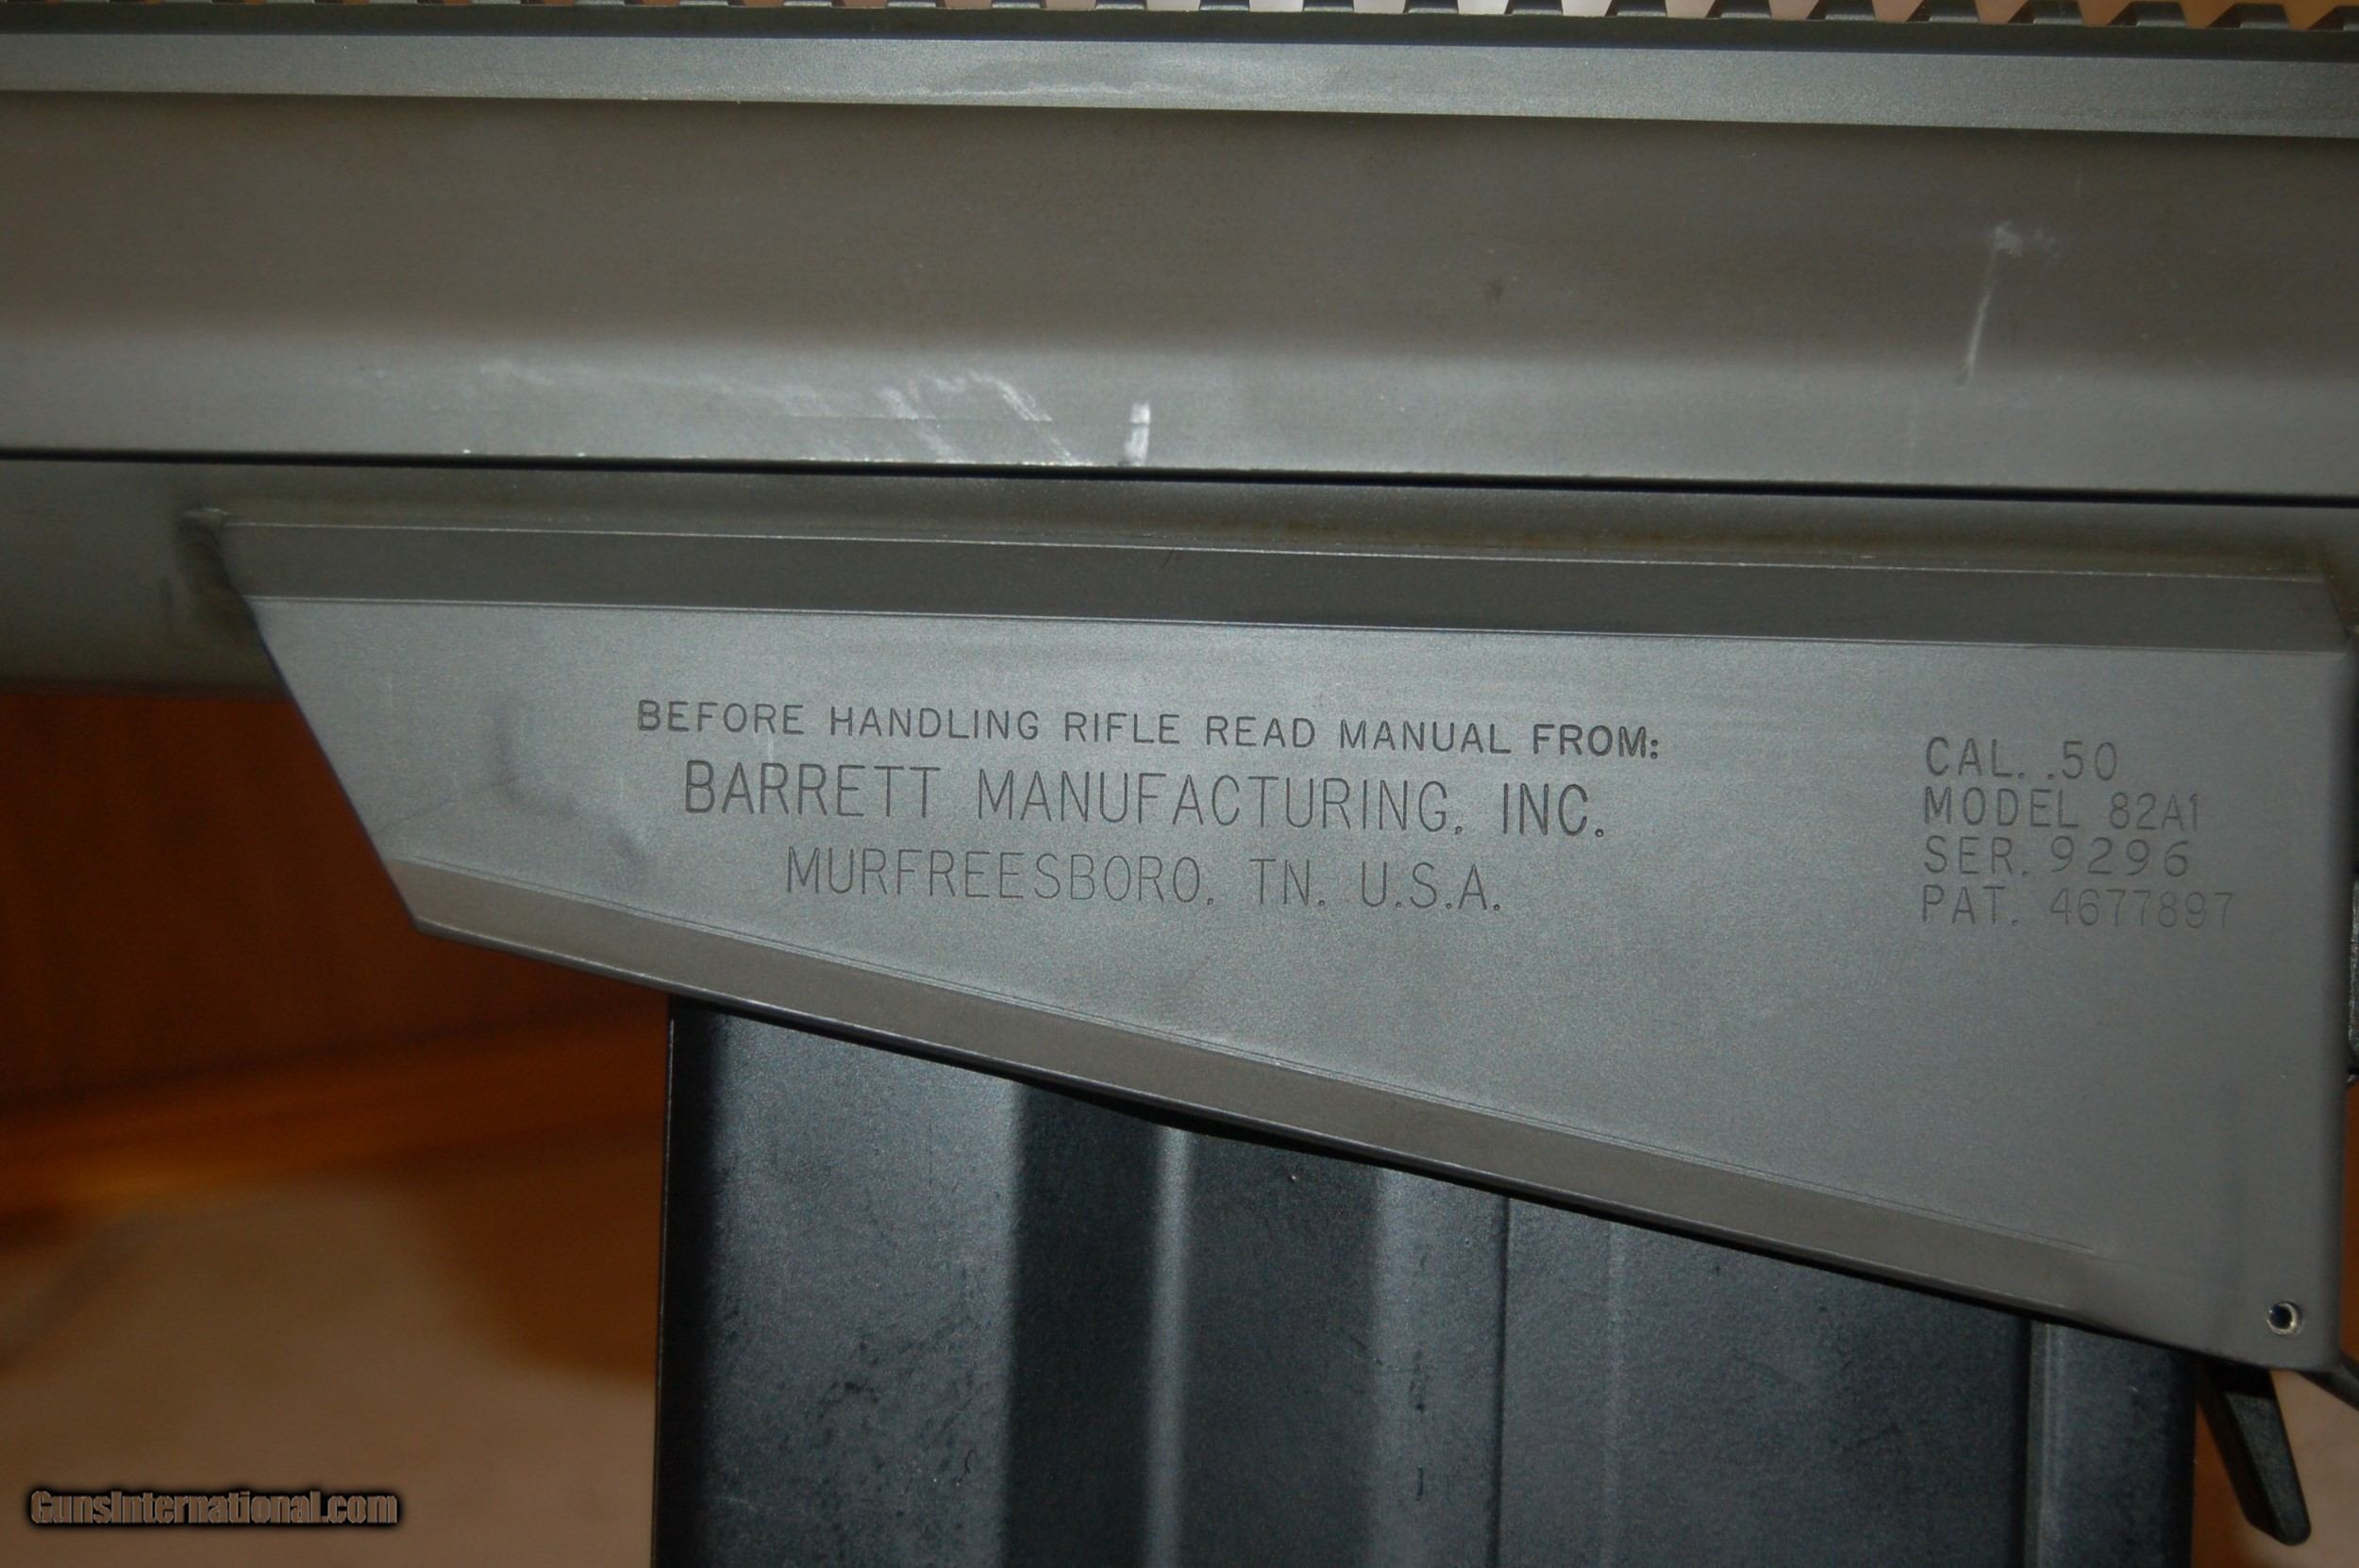 BEFORE HANDLING RIFLE READ MANUAL FROM:
BARRETT MANUFACTURING, INC.
MURFREESBORO, TN. U.S.A.
CAL. .50
MODEL 82A1
SER. 9296
PAT. 4677897
GunsInternational.com